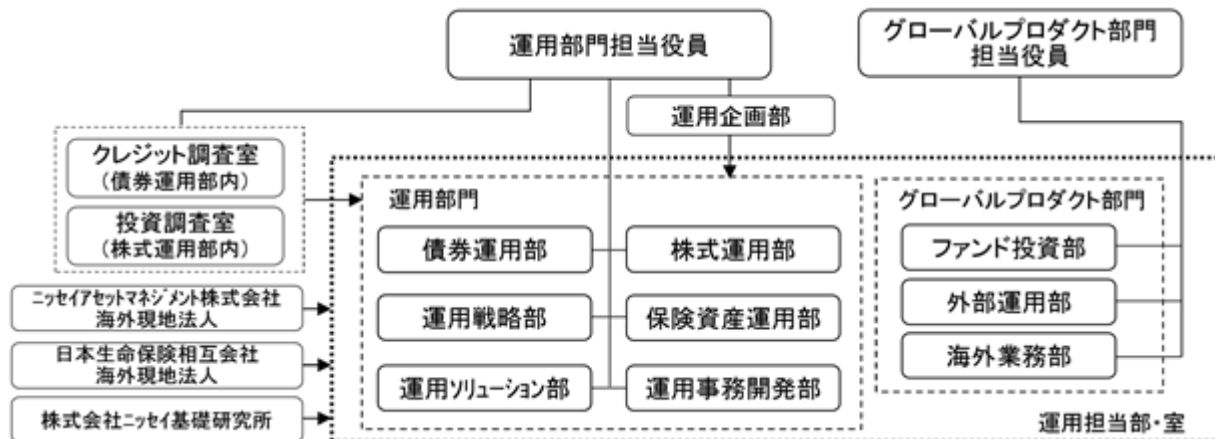 運用部門担当役員
グローバルプロダクト部門
担当役員
運用企画部
クレジット調査室
(債券運用部内)
投資調査室
(株式運用部内)
運用部門
債券運用部
株式運用部
運用戦略部
保険資産運用部
運用ソリューション部
運用事務開発部
グローバルプロダクト部門
ファンド投資部
外部運用部
海外業務部
ニッセイアセットマネジメント株式会社
海外現地法人
日本生命保険相互会社
海外現地法人
株式会社ニッセイ基礎研究所
運用担当部・室